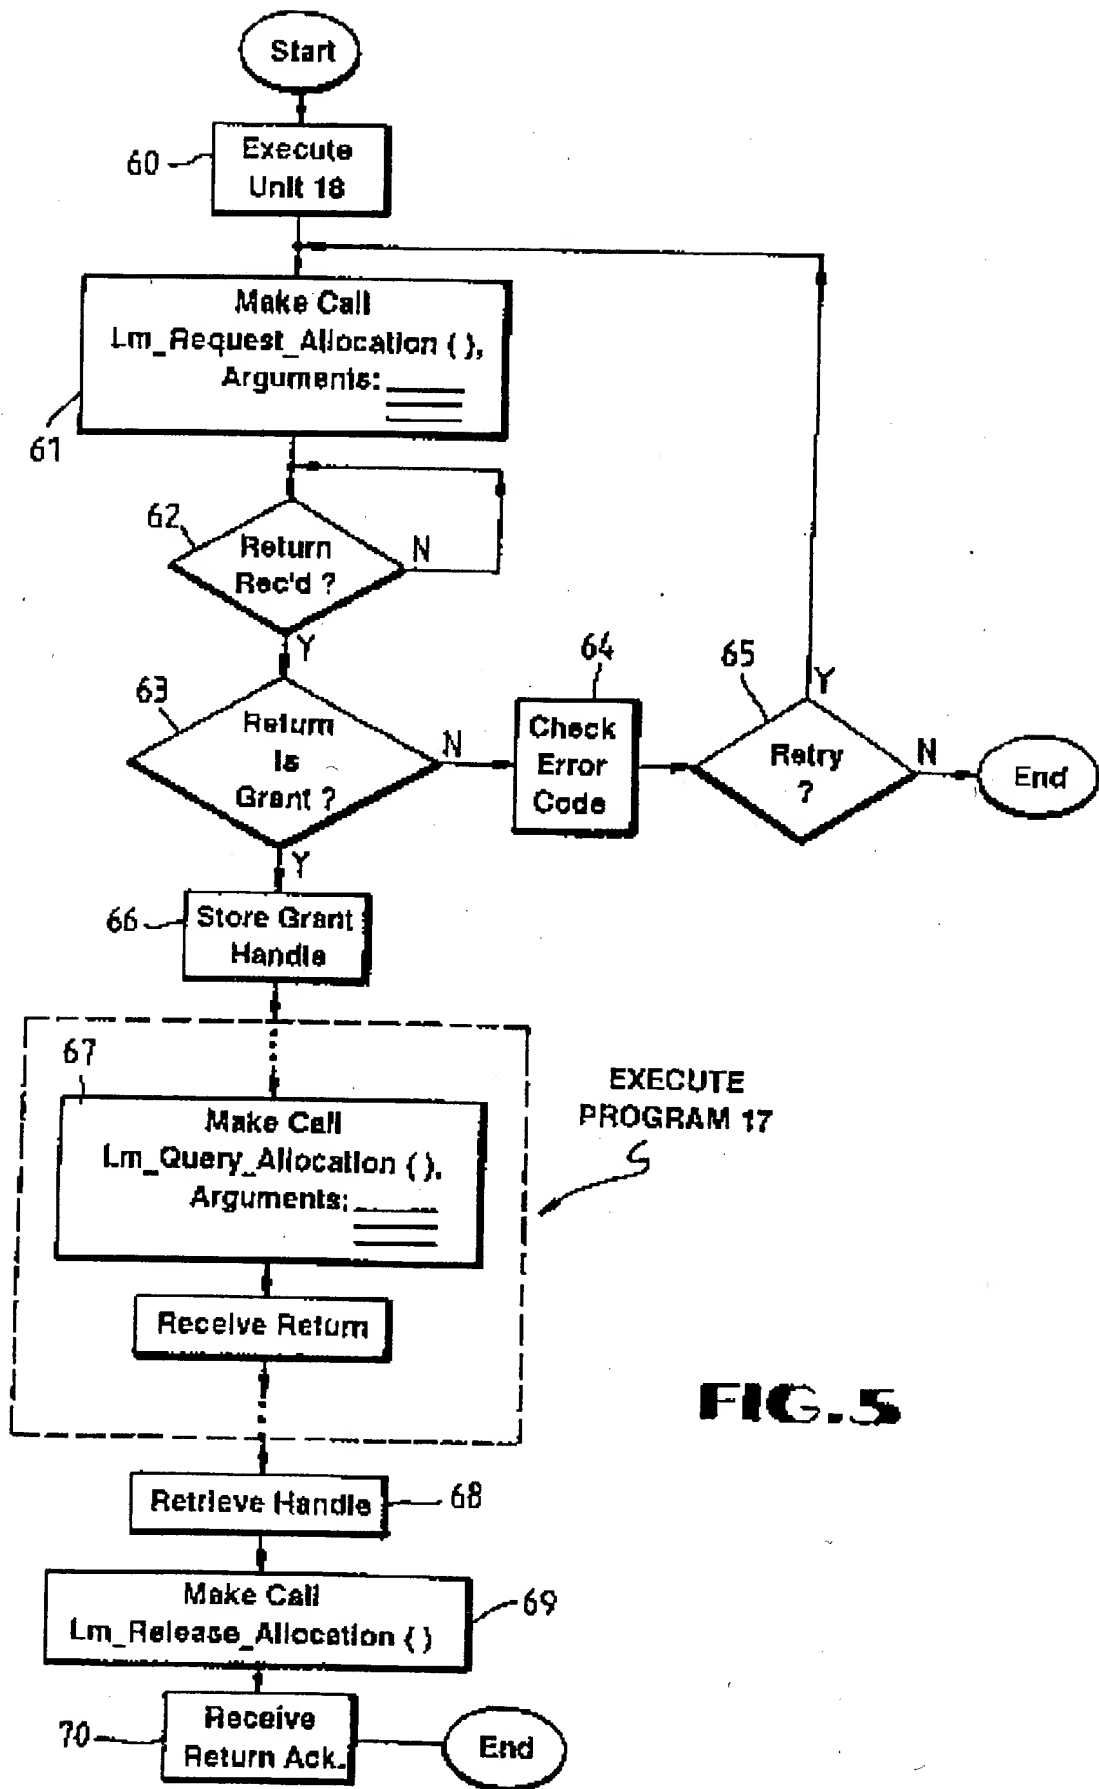 Start
60
Execute
Unit 18
Make Call
Lm_Request_Allocation ( ),
Arguments:
61
62
Return
Rec'd ?
N
Y
63
Return
Is
Grant ?
N
64
Check
Error
Code
65
Retry
?
Y
N
End
Y
66
Store Grant
Handle
67
Make Call
Lm_Query_Allocation ( ),
Arguments:
Receive Return
EXECUTE
PROGRAM 17
FIG.5
Retrieve Handle
68
Make Call
Lm_Release_Allocation ( )
69
70
Receive
Return Ack.
End